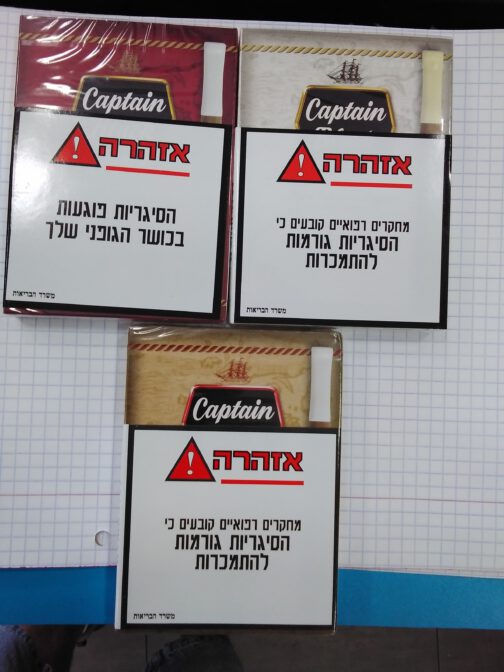 Captain
אזהרה
הסיגריות פוגעות
בכושר הגופני שלך
משרד הבריאות
Captain
אזהרה
מחקרים רפואיים קובעים כי
הסיגריות גורמות
להתמכרות
משרד הבריאות
Captain
אזהרה
מחקרים רפואיים קובעים כי
הסיגריות גורמות
להתמכרות
משרד הבריאות